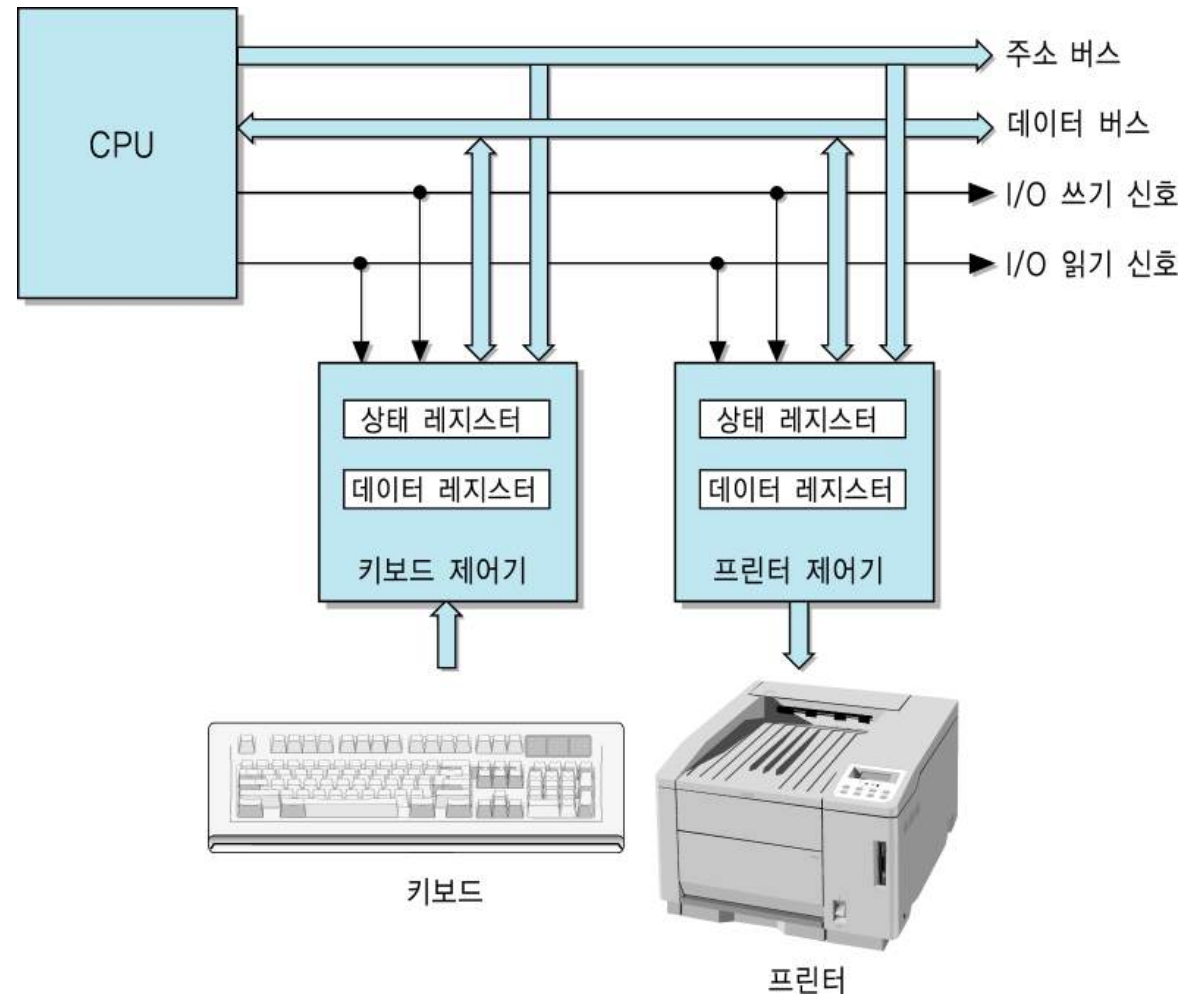 주소 버스
데이터 버스
CPU
I/O 쓰기 신호
I/O 읽기 신호
상태 레지스터
상태 레지스터
데이터 레지스터
데이터 레지스터
키보드 제어기
프린터 제어기
키보드
프린터